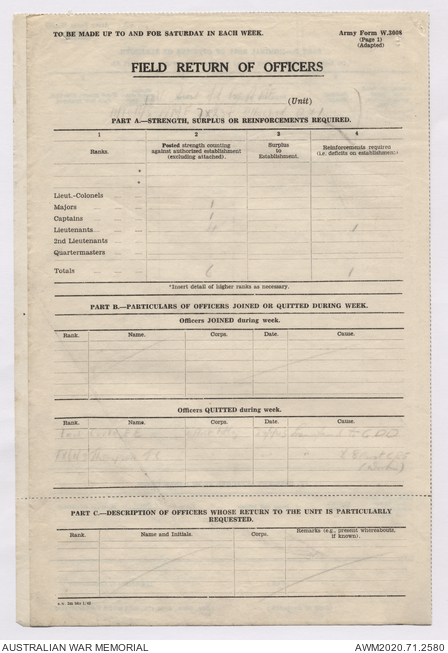 TO BE MADE UP TO AND FOR SATURDAY IN EACH WEEK.
Army Form W.3008
(Page 1)
(Adapted)
FIELD RETURN OF OFFICERS
(Unit)
PART A.—STRENGTH, SURPLUS OR REINFORCEMENTS REQUIRED.
1 2 3 4
Ranks. Posted strength counting against authorized establishment (excluding attached). Surplus to Establishment. Reinforcements required (i.e. deficits on establishment)
*
*
Lieut.-Colonels
Majors 1
Captains 1
Lieutenants 4 1
2nd Lieutenants
Quartermasters
Totals 6 1
*Insert detail of higher ranks as necessary.
PART B.—PARTICULARS OF OFFICERS JOINED OR QUITTED DURING WEEK.
Officers JOINED during week.
Rank. Name. Corps. Date. Cause.
Officers QUITTED during week.
Rank. Name. Corps. Date. Cause.
PART C.—DESCRIPTION OF OFFICERS WHOSE RETURN TO THE UNIT IS PARTICULARLY
REQUESTED.
Rank. Name and Initials. Corps. Remarks (e.g., present whereabouts, if known).
AUSTRALIAN WAR MEMORIAL
AWM2020.71.2580